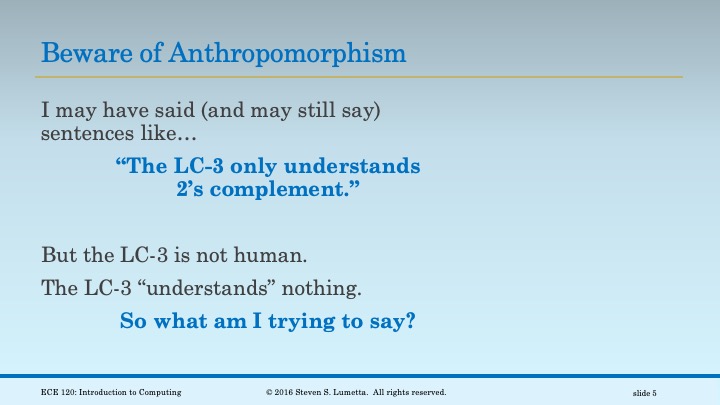 Beware of Anthropomorphism
I may have said (and may still say)
sentences like…
“The LC-3 only understands
2’s complement.”
But the LC-3 is not human.
The LC-3 “understands” nothing.
So what am I trying to say?
ECE 120: Introduction to Computing
© 2016 Steven S. Lumetta. All rights reserved.
slide 5